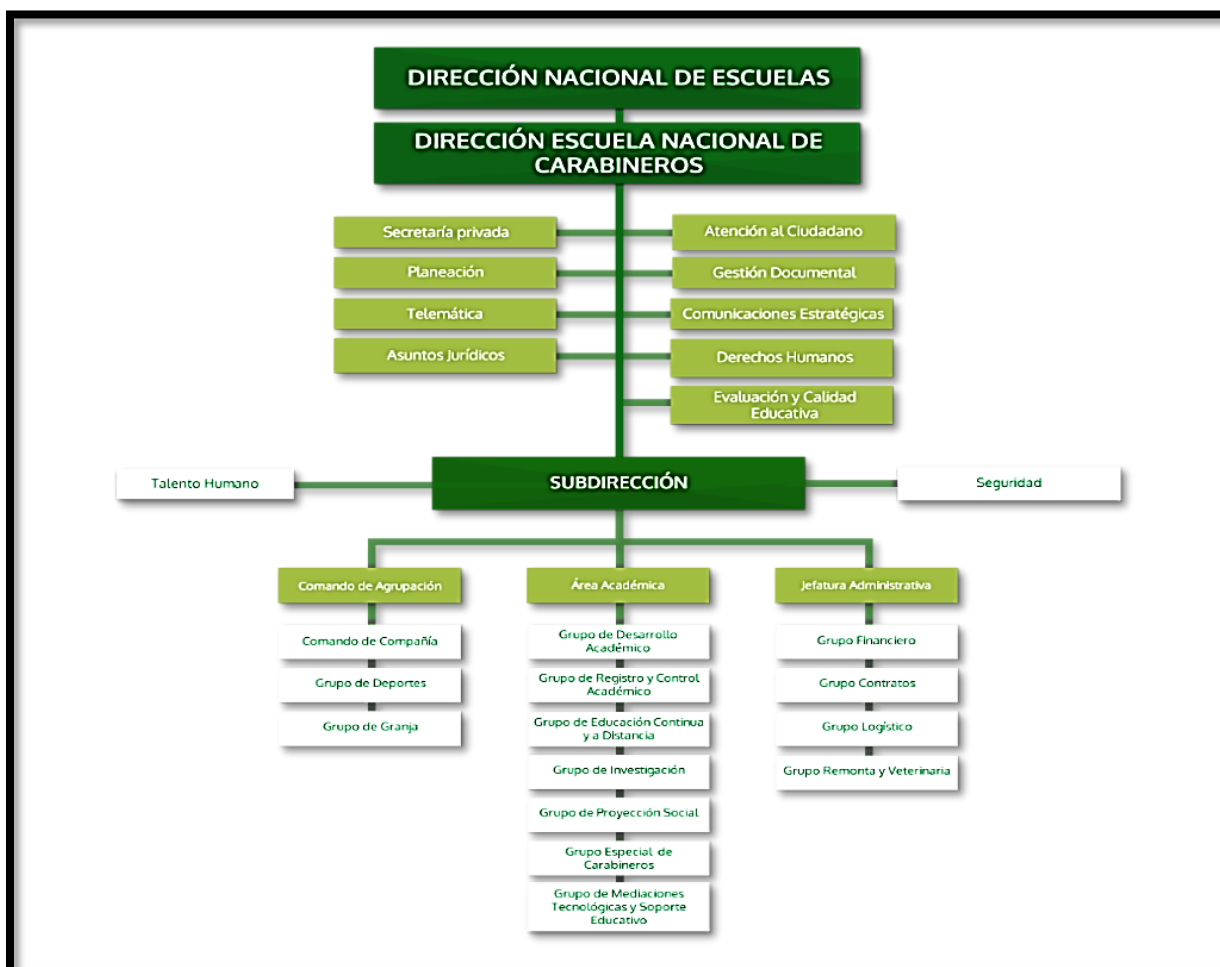 DIRECCIÓN NACIONAL DE ESCUELAS
DIRECCIÓN ESCUELA NACIONAL DE
CARABINEROS
Secretaría privada
Atención al Ciudadano
Planeación
Gestión Documental
Telemática
Comunicaciones Estratégicas
Asuntos Jurídicos
Derechos Humanos
Evaluación y Calidad
Educativa
Talento Humano
SUBDIRECCIÓN
Seguridad
Comando de Agrupación
Comando de Compañía
Grupo de Deportes
Grupo de Granja
Área Académica
Grupo de Desarrollo
Académico
Grupo de Registro y Control
Académico
Grupo de Educación Continua
y a Distancia
Grupo de Investigación
Grupo de Proyección Social
Grupo Especial de
Carabineros
Grupo de Mediaciones
Tecnológicas y Soporte
Educativo
Jefatura Administrativa
Grupo Financiero
Grupo Contratos
Grupo Logístico
Grupo Remonta y Veterinaria